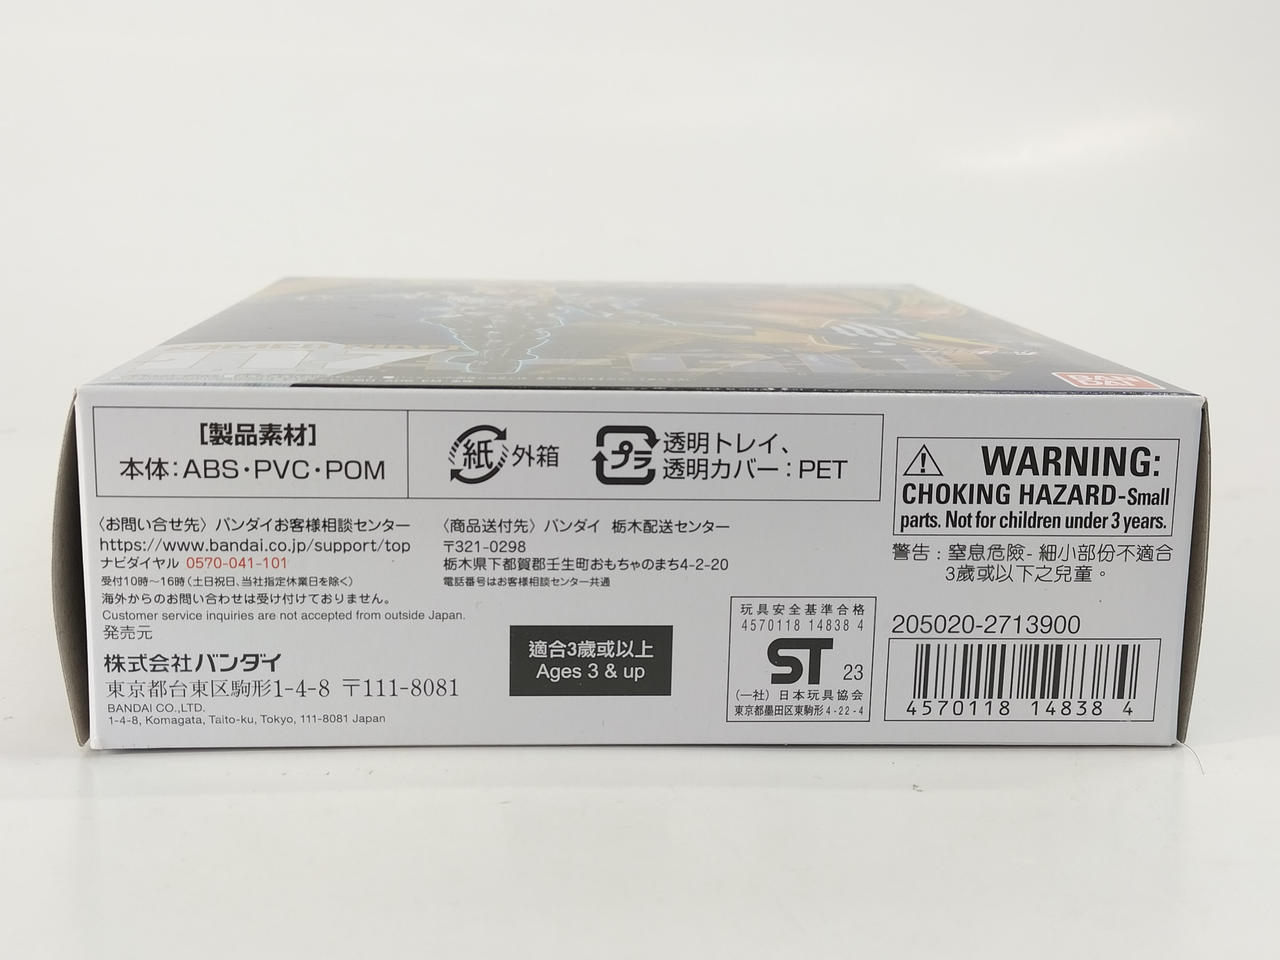 BAN
DAI
[製品素材]
本体：ABS・PVC・POM
紙
外箱
プラ
透明トレイ、
透明カバー：PET
WARNING:
CHOKING HAZARD-Small
parts. Not for children under 3 years.
警告：窒息危險- 細小部份不適合
3歲或以下之兒童。
〈お問い合せ先〉バンダイお客様相談センター
https://www.bandai.co.jp/support/top
ナビダイヤル 0570-041-101
受付10時～16時（土日祝日、当社指定休業日を除く）
海外からのお問い合わせは受け付けておりません。
Customer service inquiries are not accepted from outside Japan.
発売元
株式会社バンダイ
東京都台東区駒形1-4-8 〒111-8081
BANDAI CO.,LTD.
1-4-8, Komagata, Taito-ku, Tokyo, 111-8081 Japan
〈商品送付先〉バンダイ 栃木配送センター
〒321-0298
栃木県下都賀郡壬生町おもちゃのまち4-2-20
電話番号はお客様相談センター共通
適合3歲或以上
Ages 3 & up
玩具安全基準合格
4570118 14838 4
ST 23
(一社) 日本玩具協会
東京都墨田区東駒形4-22-4
205020-2713900
4570118 14838 4